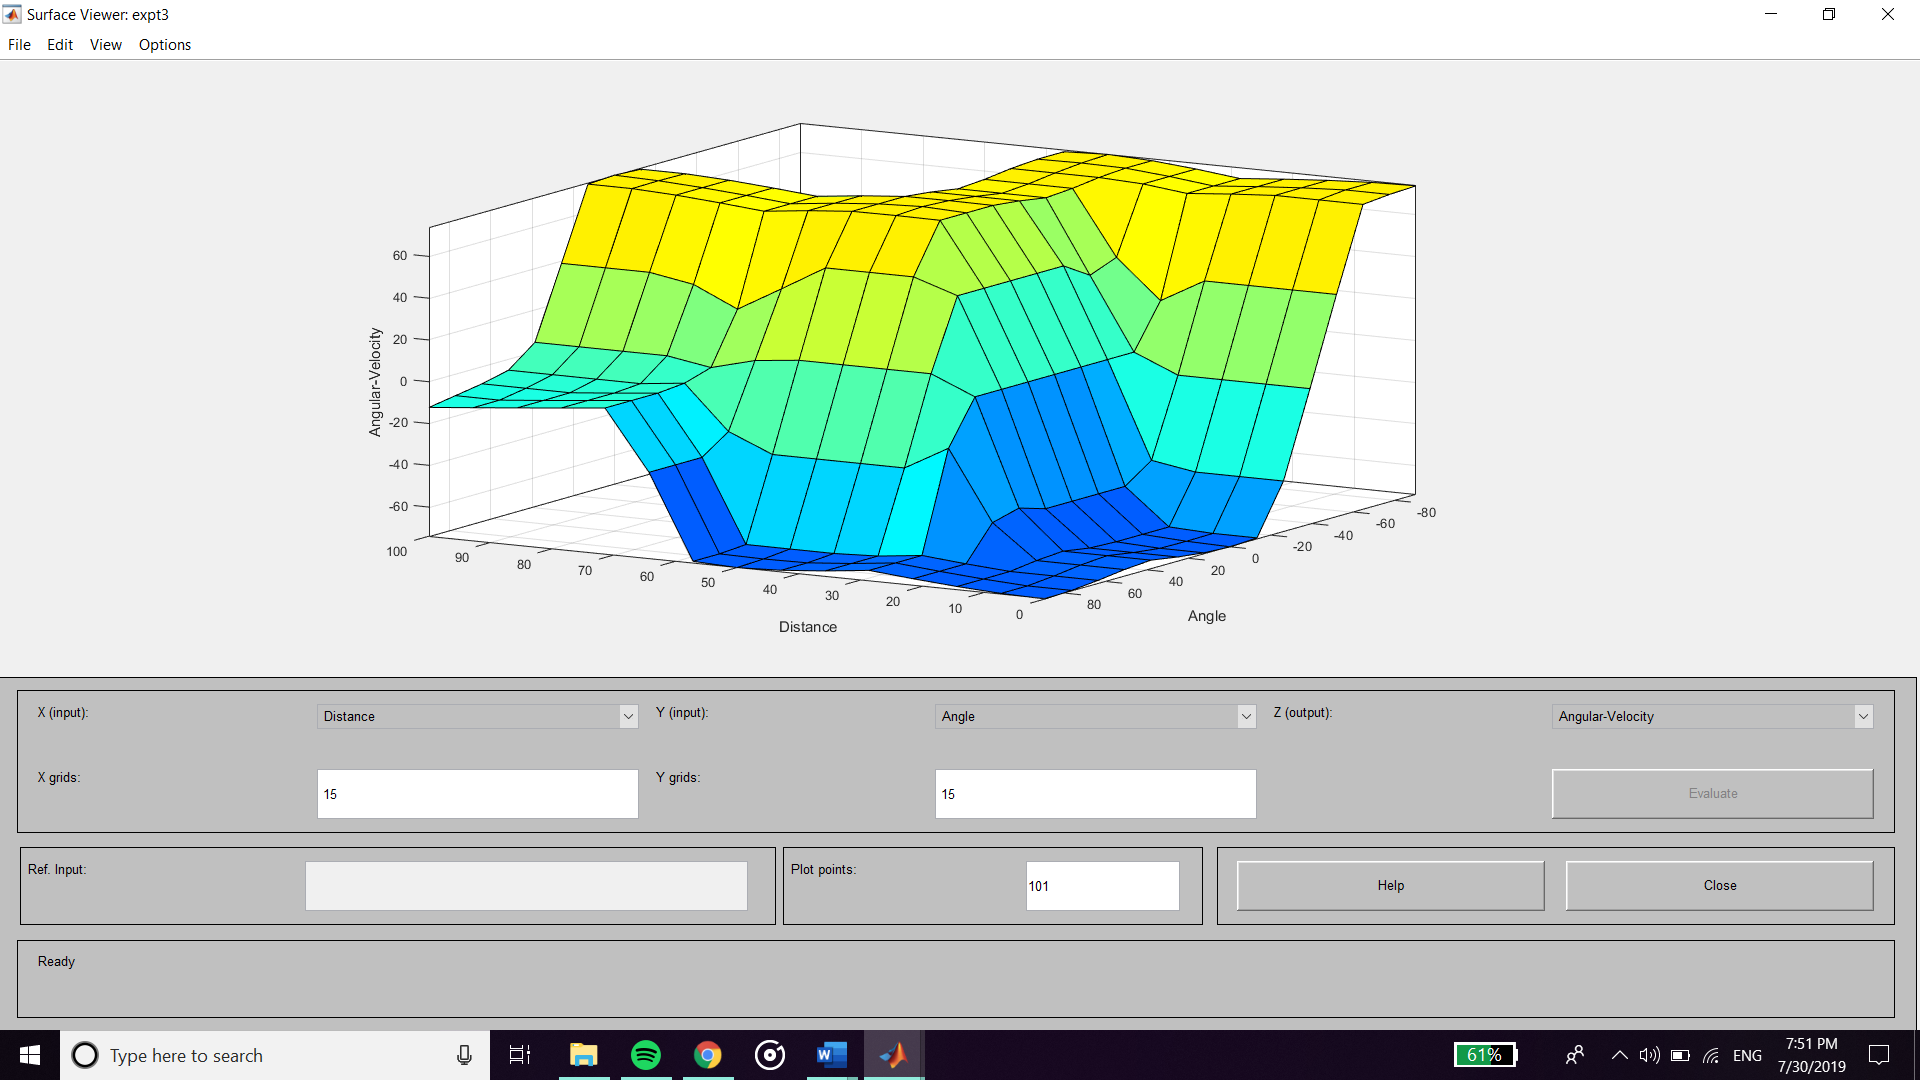 Surface Viewer: expt3
File Edit View Options
60
40
20
0
-20
-40
-60
Angular-Velocity
100 90 80 70 60 50 40 30 20 10 0
Distance
80 60 40 20 0 -20 -40 -60 -80
Angle
X (input): Distance Y (input): Angle Z (output): Angular-Velocity
X grids: 15 Y grids: 15 Evaluate
Ref. Input: Plot points: 101 Help Close
Ready
Type here to search
61%
ENG
7:51 PM
7/30/2019